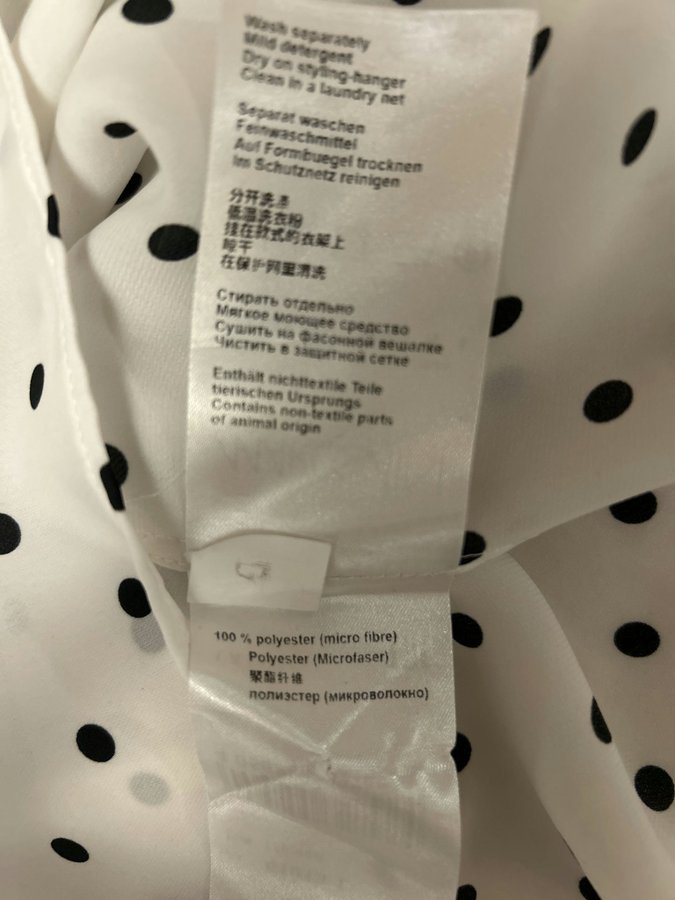 Wash separately
Mild detergent
Dry on styling-hanger
Clean in a laundry net
Separat waschen
Feinwaschmittel
Auf Formbuegel trocknen
Im Schutznetz reinigen
分开洗涤
低温洗衣粉
挂在款式的衣架上
晾干
在保护网里清洗
Стирать отдельно
Мягкое моющее средство
Сушить на фасонной вешалке
Чистить в защитной сетке
Enthält nichttextile Teile
tierischen Ursprungs
Contains non-textile parts
of animal origin
100 % polyester (micro fibre)
Polyester (Microfaser)
聚酯纤维
полиэстер (микроволокно)